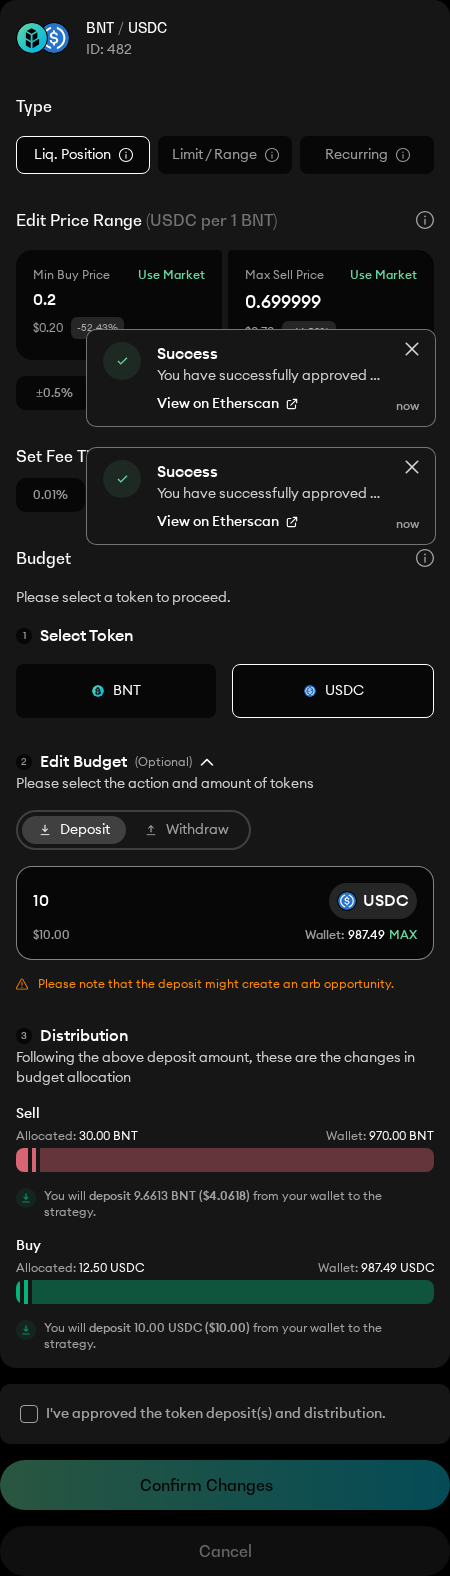 BNT / USDC
ID: 482
Type
Liq. Position
Limit / Range
Recurring
Edit Price Range (USDC per 1 BNT)
Min Buy Price
Use Market
Max Sell Price
Use Market
0.2
0.699999
$0.20
-52.43%
Success
You have successfully approved ...
View on Etherscan
now
±0.5%
Set Fee
0.01%
Success
You have successfully approved ...
View on Etherscan
now
Budget
Please select a token to proceed.
1 Select Token
BNT
USDC
2 Edit Budget (Optional)
Please select the action and amount of tokens
Deposit
Withdraw
10
USDC
$10.00
Wallet: 987.49 MAX
Please note that the deposit might create an arb opportunity.
3 Distribution
Following the above deposit amount, these are the changes in
budget allocation
Sell
Allocated: 30.00 BNT
Wallet: 970.00 BNT
You will deposit 9.6613 BNT ($4.0618) from your wallet to the
strategy.
Buy
Allocated: 12.50 USDC
Wallet: 987.49 USDC
You will deposit 10.00 USDC ($10.00) from your wallet to the
strategy.
I've approved the token deposit(s) and distribution.
Confirm Changes
Cancel